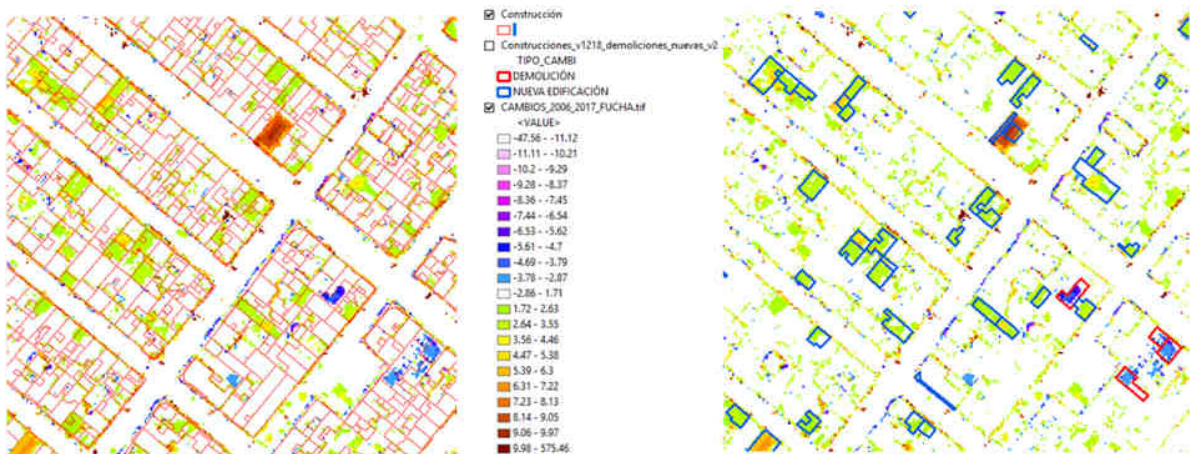 Construcción
Construcciones_v1218_demoliciones_nuevas_v2
TIPO_CAMBI
DEMOLICIÓN
NUEVA EDIFICACIÓN
CAMBIOS_2006_2017_FUCHA.tif
<VALUE>
-47.56 - -11.12
-11.11 - -10.21
-10.2 - -9.29
-9.28 - -8.37
-8.36 - -7.45
-7.44 - -6.54
-6.53 - -5.62
-5.61 - -4.7
-4.69 - -3.79
-3.78 - -2.87
-2.86 - 1.71
1.72 - 2.63
2.64 - 3.55
3.56 - 4.46
4.47 - 5.38
5.39 - 6.3
6.31 - 7.22
7.23 - 8.13
8.14 - 9.05
9.06 - 9.97
9.98 - 575.46